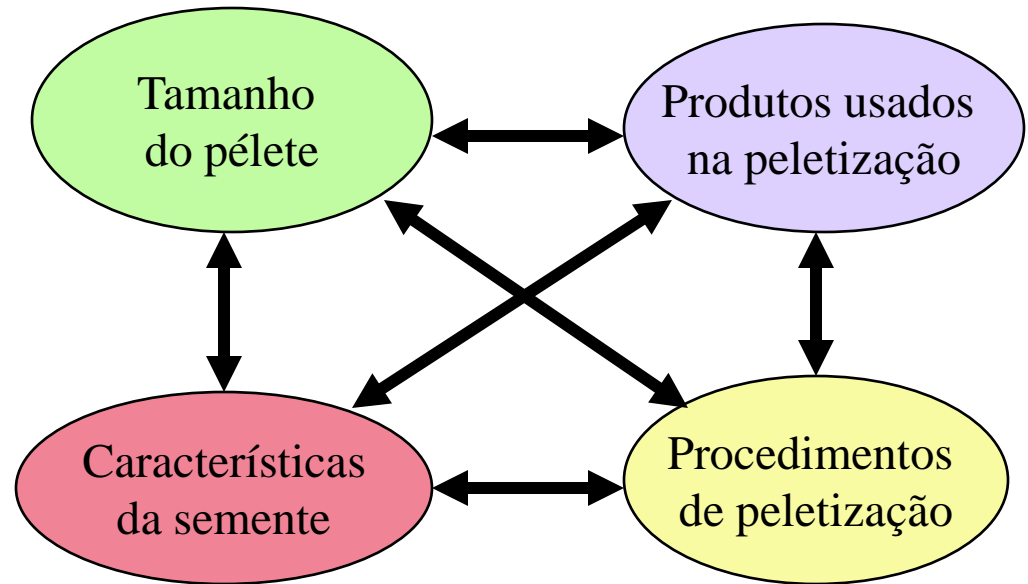 Tamanho
do pélete
Produtos usados
na peletização
Características
da semente
Procedimentos
de peletização